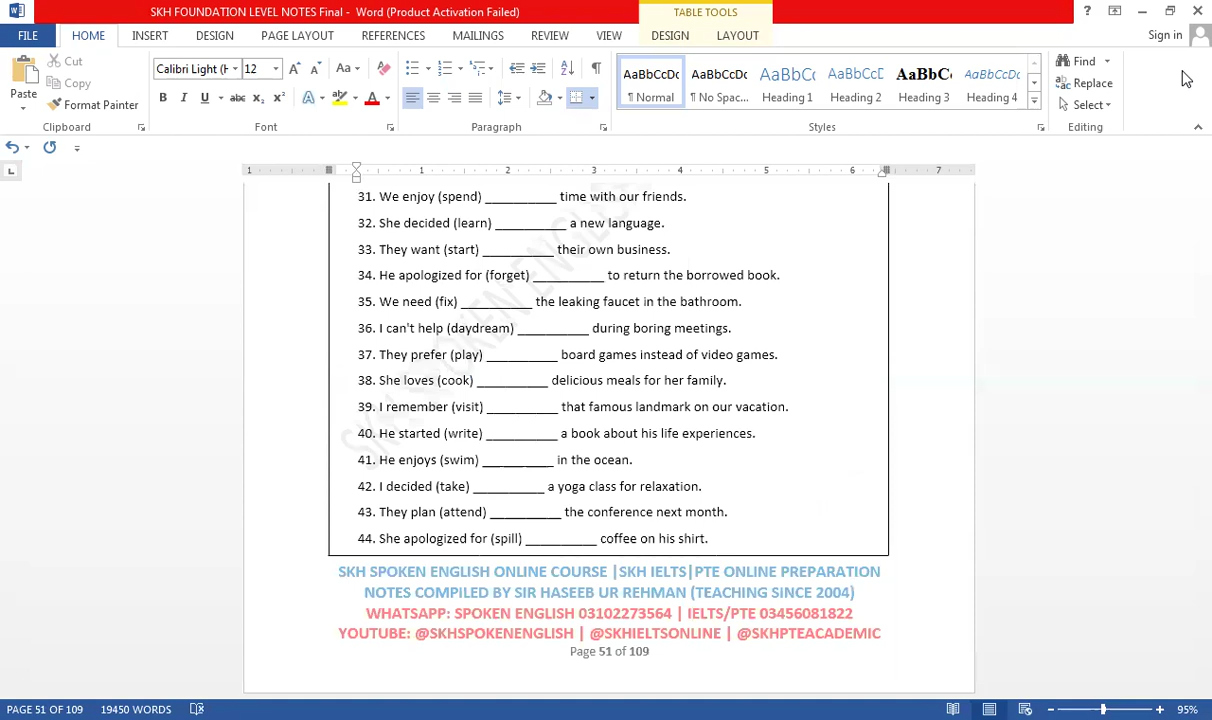 SKH FOUNDATION LEVEL NOTES Final - Word (Product Activation Failed)
TABLE TOOLS
FILE HOME INSERT DESIGN PAGE LAYOUT REFERENCES MAILINGS REVIEW VIEW DESIGN LAYOUT Sign in
Paste
Cut
Copy
Format Painter
Clipboard
Calibri Light (H 12
Font
Paragraph
AaBbCcDc AaBbCcDc AaBbC AaBbCcD AaBbC AaBbCcDc
¶ Normal ¶ No Spac... Heading 1 Heading 2 Heading 3 Heading 4
Styles
Find
Replace
Select
Editing
1 1 2 3 4 5 6 7
31. We enjoy (spend) __________ time with our friends.
32. She decided (learn) __________ a new language.
33. They want (start) __________ their own business.
34. He apologized for (forget) __________ to return the borrowed book.
35. We need (fix) __________ the leaking faucet in the bathroom.
36. I can't help (daydream) __________ during boring meetings.
37. They prefer (play) __________ board games instead of video games.
38. She loves (cook) __________ delicious meals for her family.
39. I remember (visit) __________ that famous landmark on our vacation.
40. He started (write) __________ a book about his life experiences.
41. He enjoys (swim) __________ in the ocean.
42. I decided (take) __________ a yoga class for relaxation.
43. They plan (attend) __________ the conference next month.
44. She apologized for (spill) __________ coffee on his shirt.
SKH SPOKEN ENGLISH ONLINE COURSE |SKH IELTS|PTE ONLINE PREPARATION
NOTES COMPILED BY SIR HASEEB UR REHMAN (TEACHING SINCE 2004)
WHATSAPP: SPOKEN ENGLISH 03102273564 | IELTS/PTE 03456081822
YOUTUBE: @SKHSPOKENENGLISH | @SKHIELTSONLINE | @SKHPTEACADEMIC
Page 51 of 109
PAGE 51 OF 109 19450 WORDS 95%